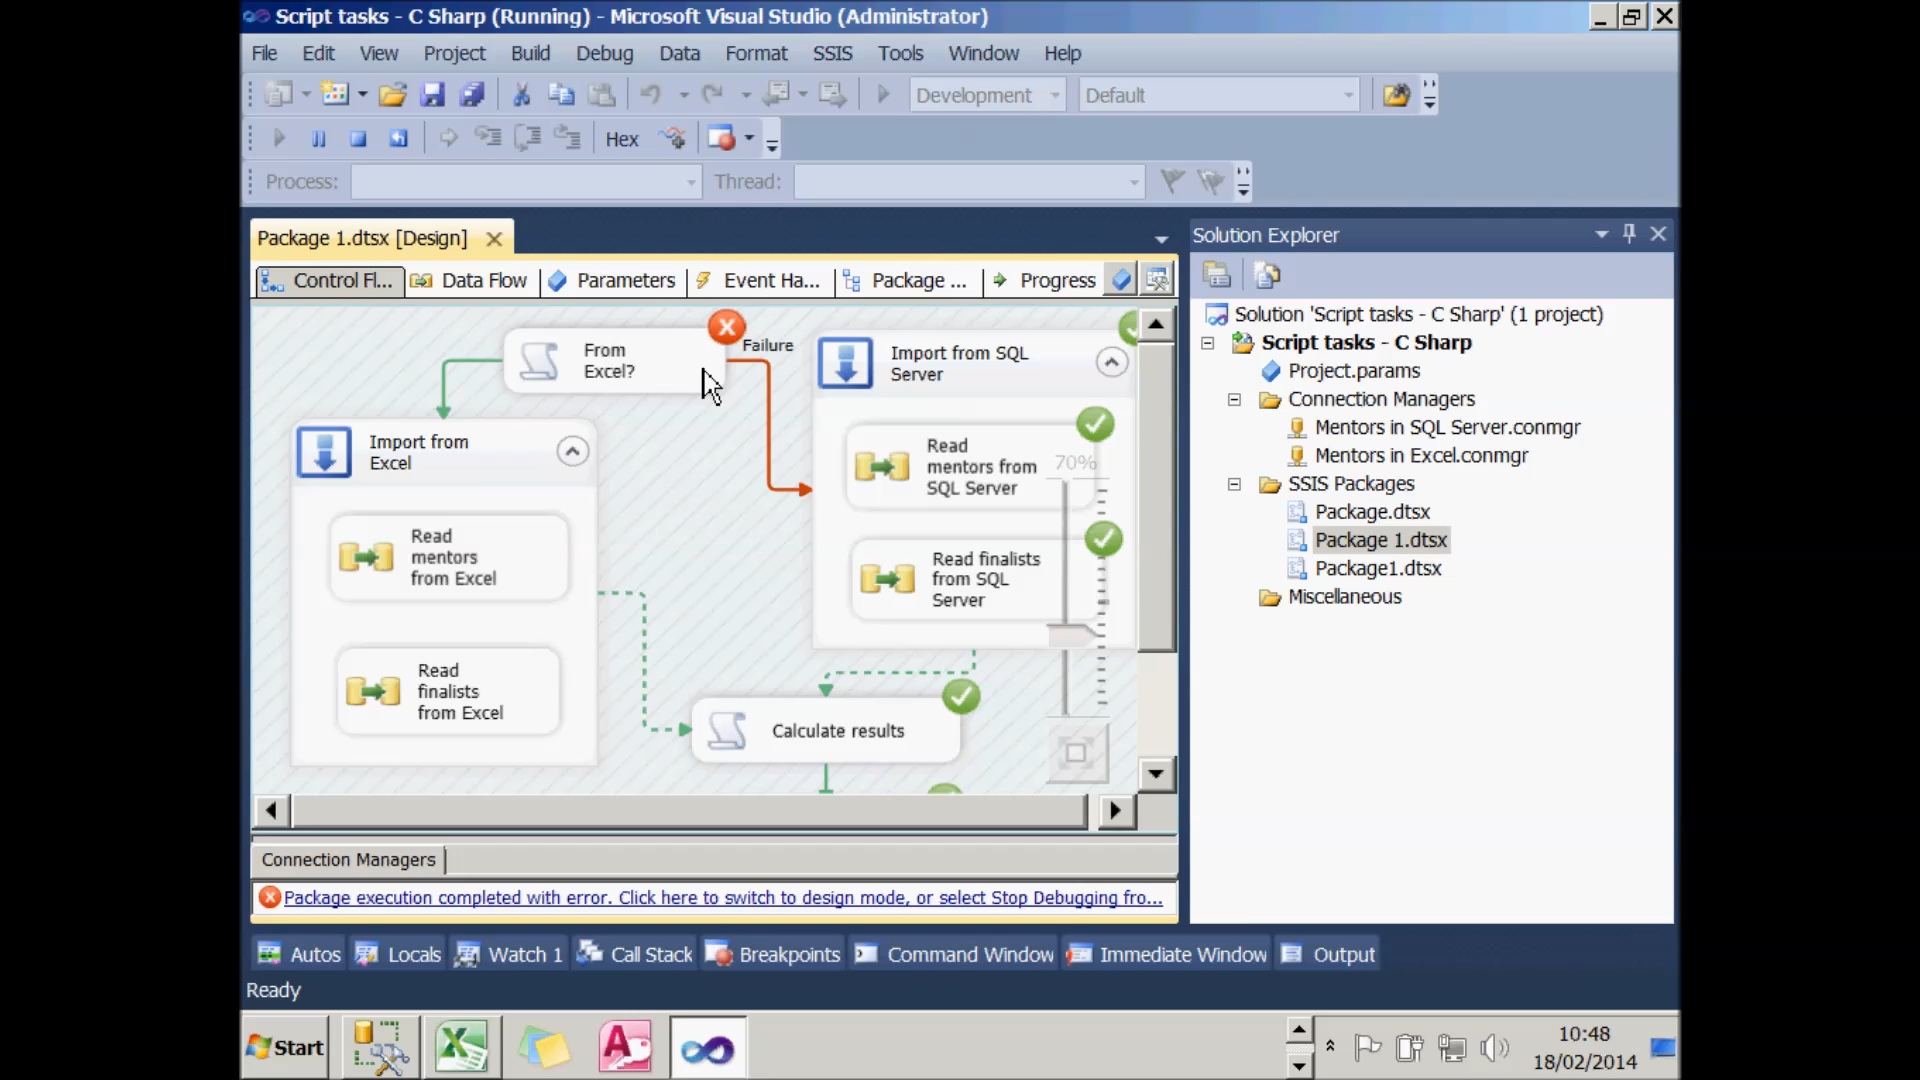 Script tasks - C Sharp (Running) - Microsoft Visual Studio (Administrator)
File Edit View Project Build Debug Data Format SSIS Tools Window Help
Development Default
Hex
Process: Thread:
Package 1.dtsx [Design]
Control Fl... Data Flow Parameters Event Ha... Package ... Progress
From
Excel?
Failure
Import from SQL
Server
Import from
Excel
Read
mentors from
SQL Server
70%
Read
mentors
from Excel
Read finalists
from SQL
Server
Read
finalists
from Excel
Calculate results
Connection Managers
Package execution completed with error. Click here to switch to design mode, or select Stop Debugging fro...
Solution Explorer
Solution 'Script tasks - C Sharp' (1 project)
Script tasks - C Sharp
Project.params
Connection Managers
Mentors in SQL Server.conmgr
Mentors in Excel.conmgr
SSIS Packages
Package.dtsx
Package 1.dtsx
Package1.dtsx
Miscellaneous
Autos Locals Watch 1 Call Stack Breakpoints Command Window Immediate Window Output
Ready
Start
10:48
18/02/2014